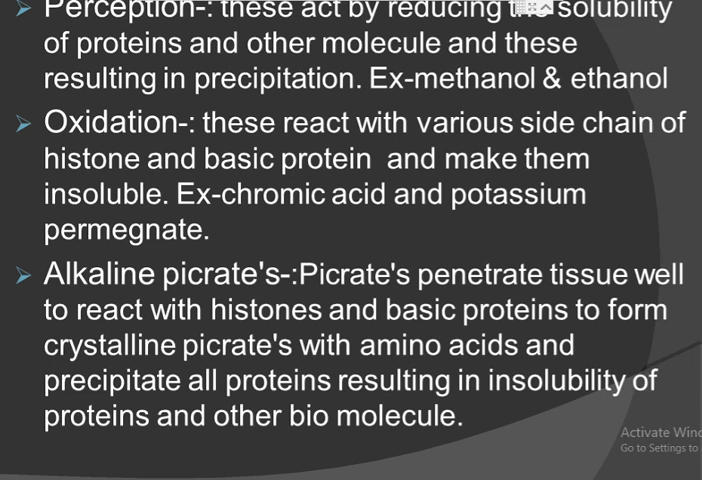 Perception-: these act by reducing the solubility
of proteins and other molecule and these
resulting in precipitation. Ex-methanol & ethanol
Oxidation-: these react with various side chain of
histone and basic protein and make them
insoluble. Ex-chromic acid and potassium
permegnate.
Alkaline picrate's-:Picrate's penetrate tissue well
to react with histones and basic proteins to form
crystalline picrate's with amino acids and
precipitate all proteins resulting in insolubility of
proteins and other bio molecule.
Activate Wind
Go to Settings to